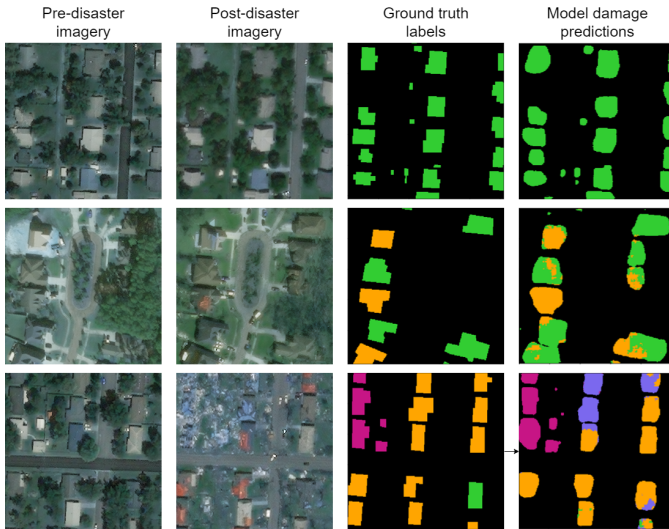 Pre-disaster
imagery
Post-disaster
imagery
Ground truth
labels
Model damage
predictions